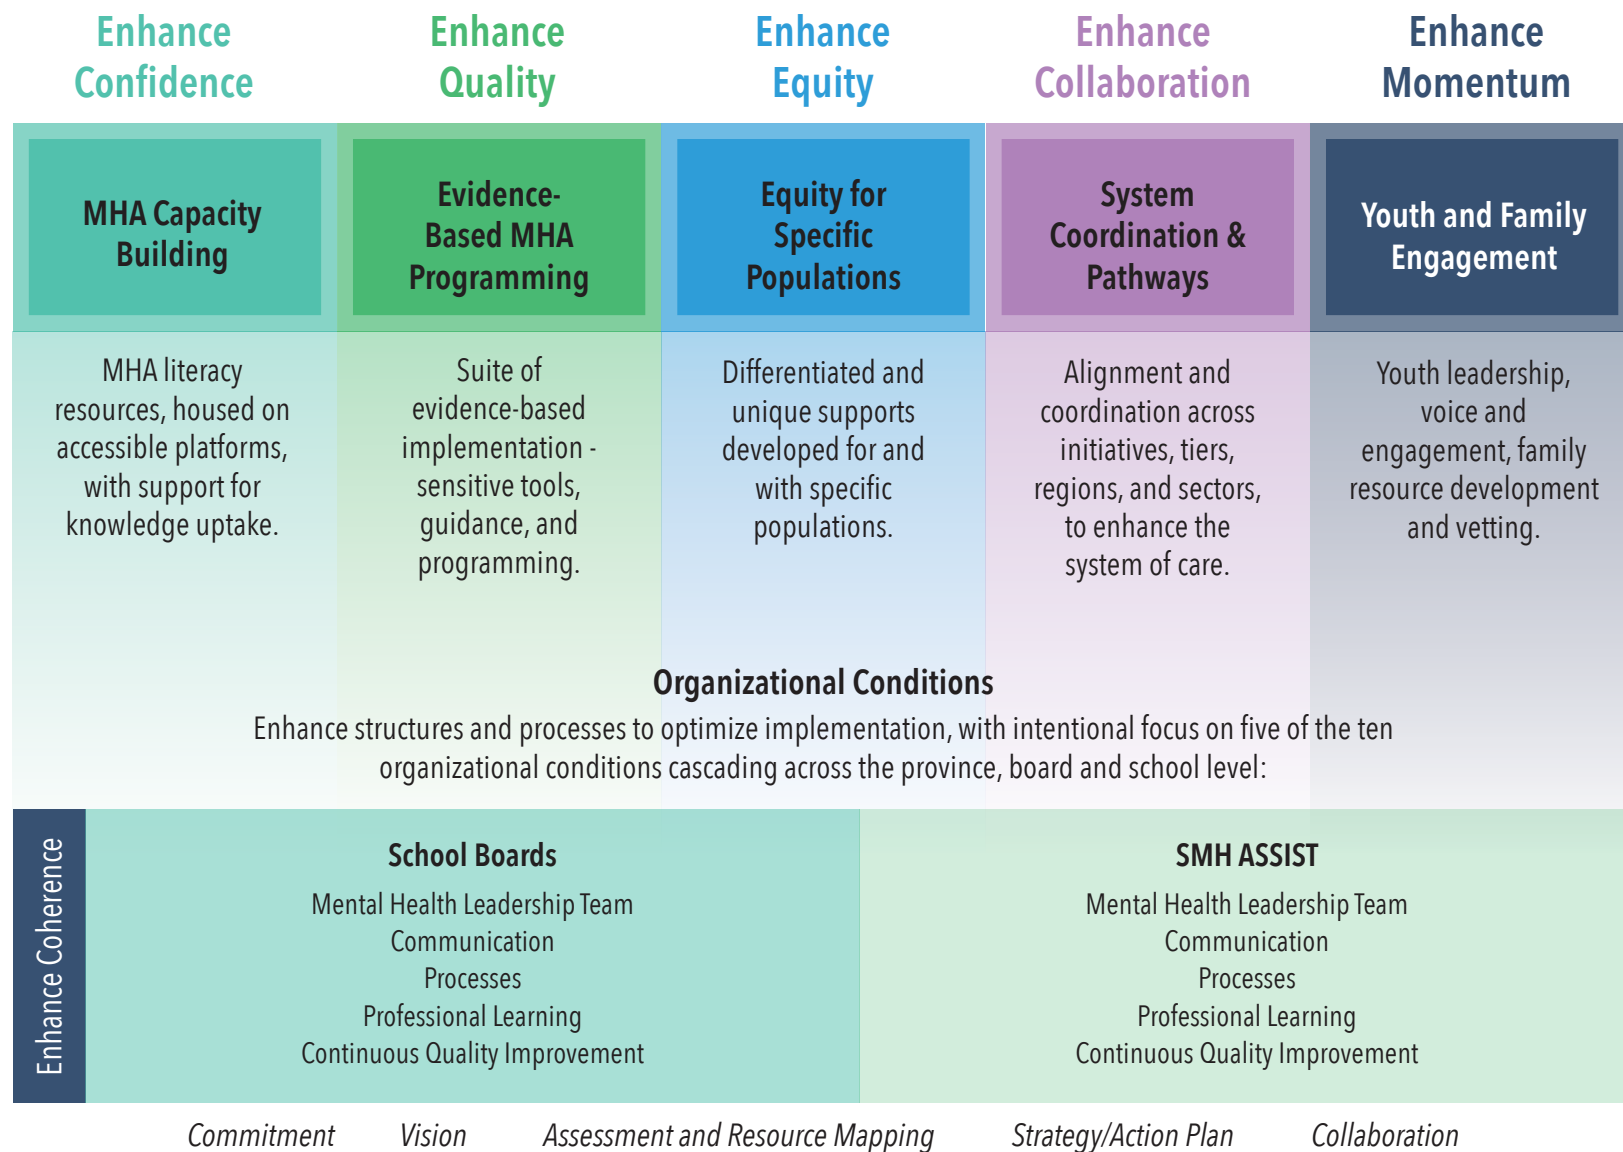 Enhance
Confidence
Enhance
Quality
Enhance
Equity
Enhance
Collaboration
Enhance
Momentum
MHA Capacity
Building
Evidence-
Based MHA
Programming
Equity for
Specific
Populations
System
Coordination &
Pathways
Youth and Family
Engagement
MHA literacy
resources, housed on
accessible platforms,
with support for
knowledge uptake.
Suite of
evidence-based
implementation -
sensitive tools,
guidance, and
programming.
Differentiated and
unique supports
developed for and
with specific
populations.
Alignment and
coordination across
initiatives, tiers,
regions, and sectors,
to enhance the
system of care.
Youth leadership,
voice and
engagement, family
resource development
and vetting.
Organizational Conditions
Enhance structures and processes to optimize implementation, with intentional focus on five of the ten
organizational conditions cascading across the province, board and school level:
Enhance Coherence
School Boards
Mental Health Leadership Team
Communication
Processes
Professional Learning
Continuous Quality Improvement
SMH ASSIST
Mental Health Leadership Team
Communication
Processes
Professional Learning
Continuous Quality Improvement
Commitment Vision Assessment and Resource Mapping Strategy/Action Plan Collaboration